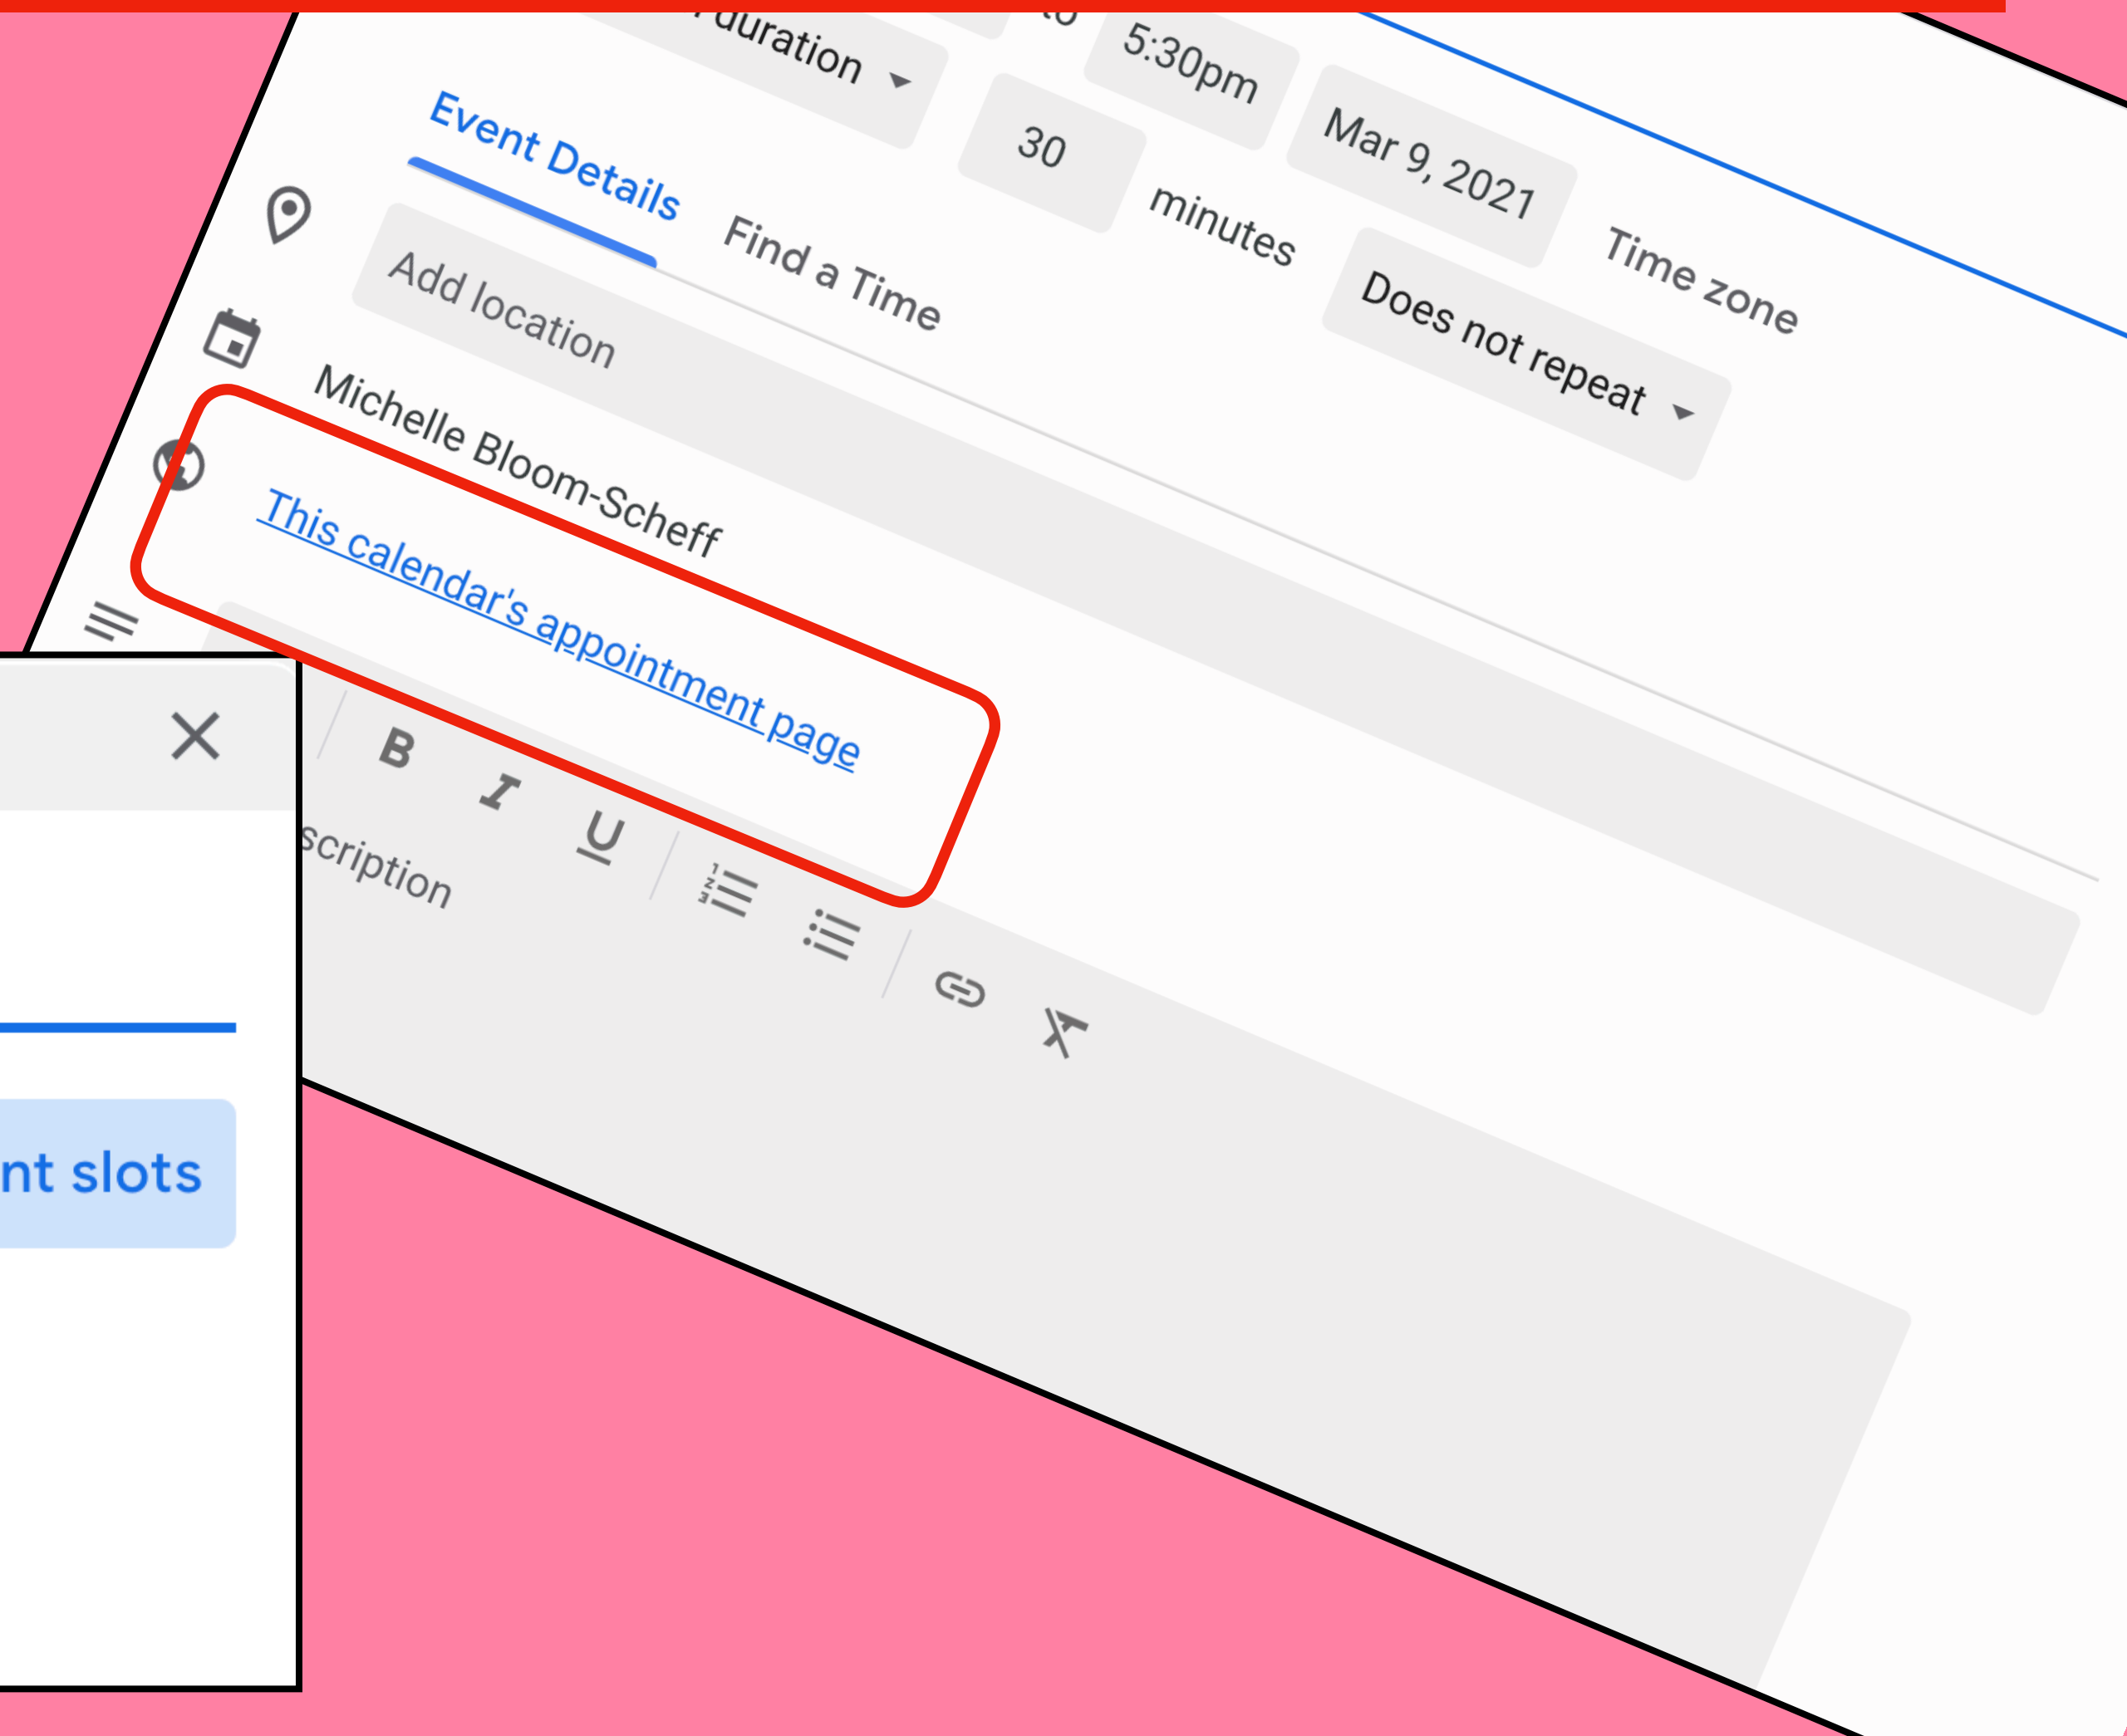 to 5:30pm Mar 9, 2021 Time zone
duration 30 minutes Does not repeat
Event Details Find a Time
Add location
Michelle Bloom-Scheff
This calendar's appointment page
B I U
scription
nt slots